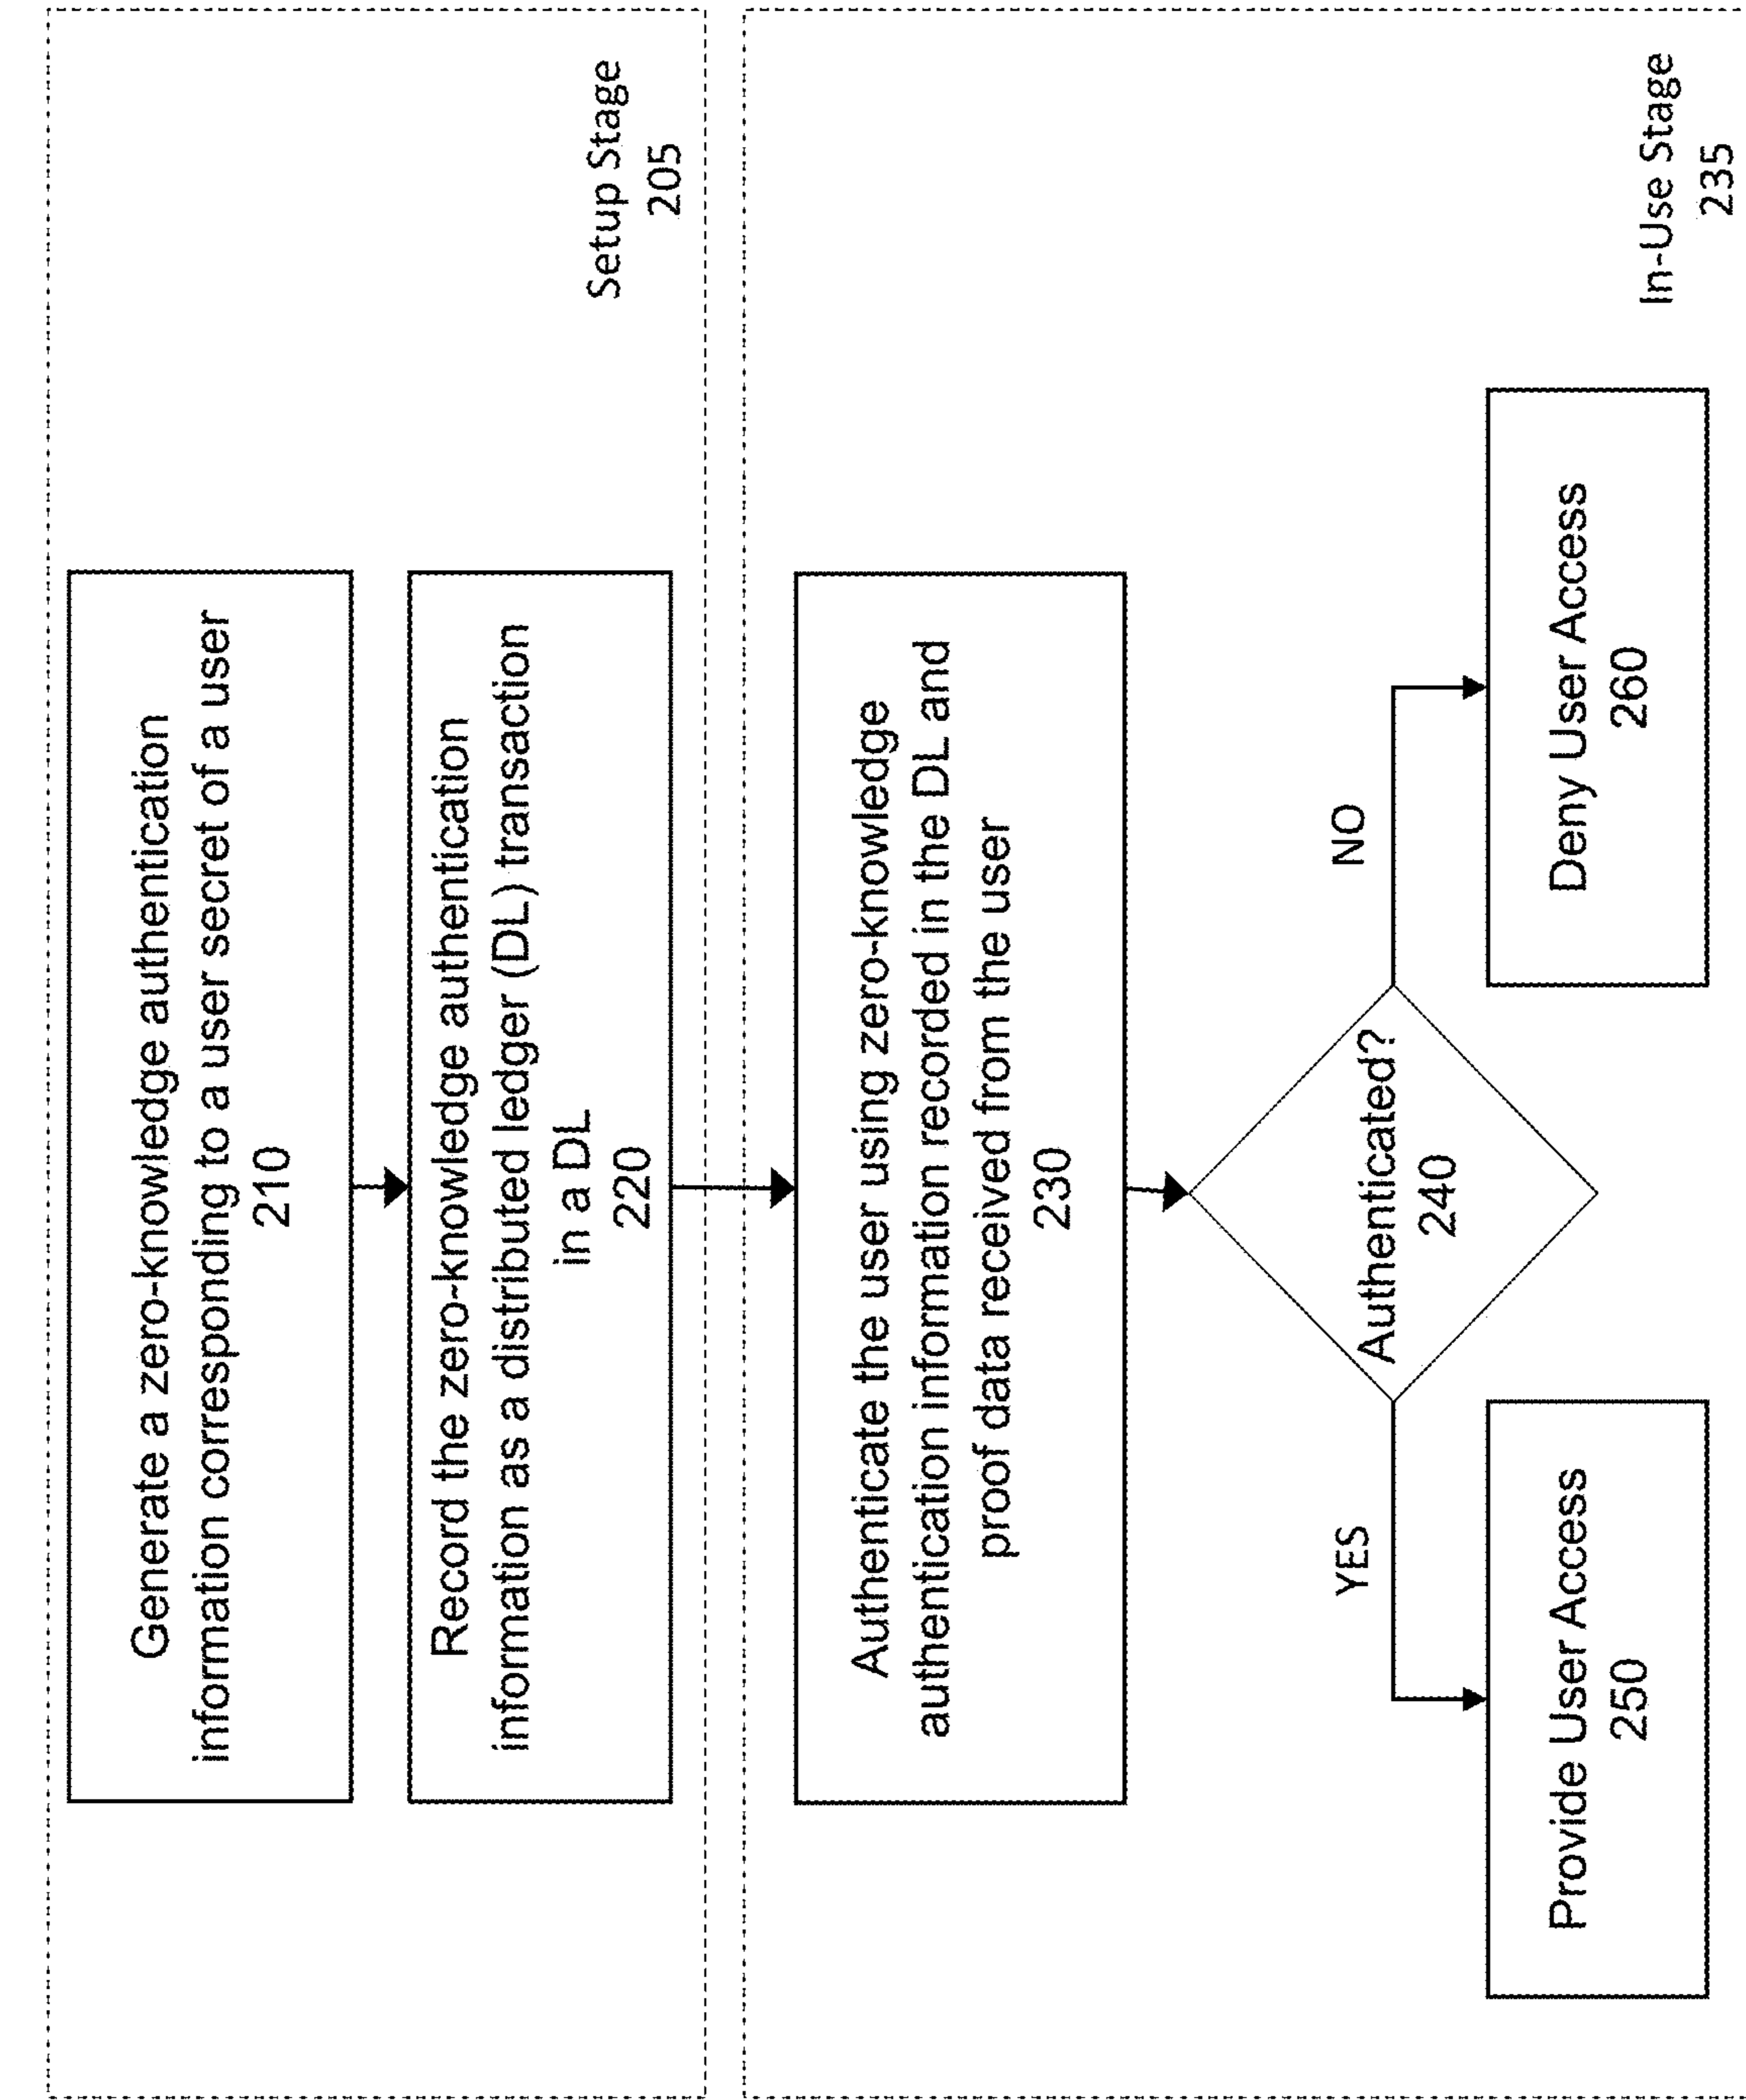 Generate a zero-knowledge authentication
information corresponding to a user secret of a user
210
Record the zero-knowledge authentication
information as a distributed ledger (DL) transaction
in a DL
220
Setup Stage
205
Authenticate the user using zero-knowledge
authentication information recorded in the DL and
proof data received from the user
230
Authenticated?
240
YES
NO
Provide User Access
250
Deny User Access
260
In-Use Stage
235